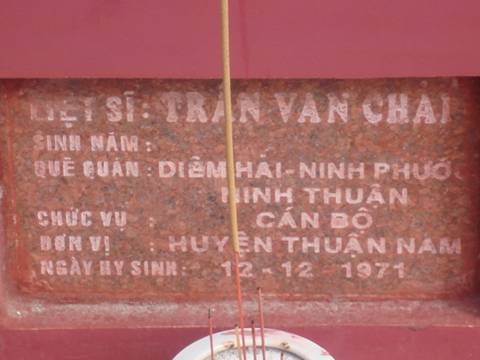 LIỆT SĨ: TRẦN VĂN CHÀI
SINH NĂM:
QUÊ QUÁN: DIÊM HẢI-NINH PHƯỚC
NINH THUẬN
CHỨC VỤ : CÁN BỘ
ĐƠN VỊ : HUYỆN THUẬN NAM
NGÀY HY SINH: 12-12-1971